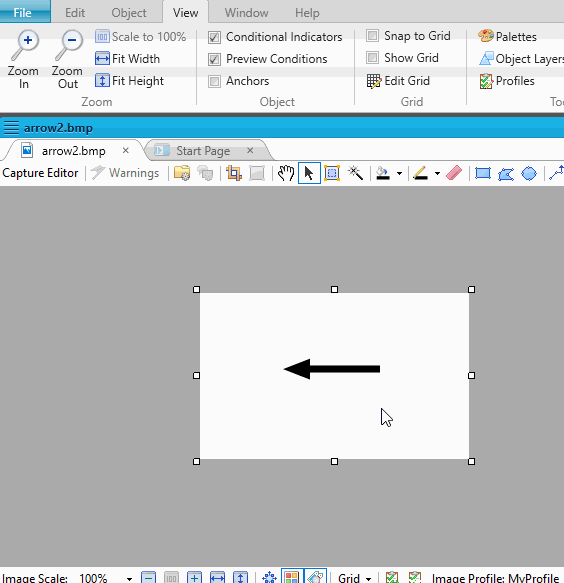 File Edit Object View Window Help
Scale to 100% Conditional Indicators Snap to Grid Palettes
Fit Width Preview Conditions Show Grid Object Layers
Zoom In Zoom Out Fit Height Anchors Edit Grid Profiles
Zoom Object Grid
arrow2.bmp
arrow2.bmp × Start Page ×
Capture Editor Warnings
Image Scale: 100% Grid Image Profile: MyProfile